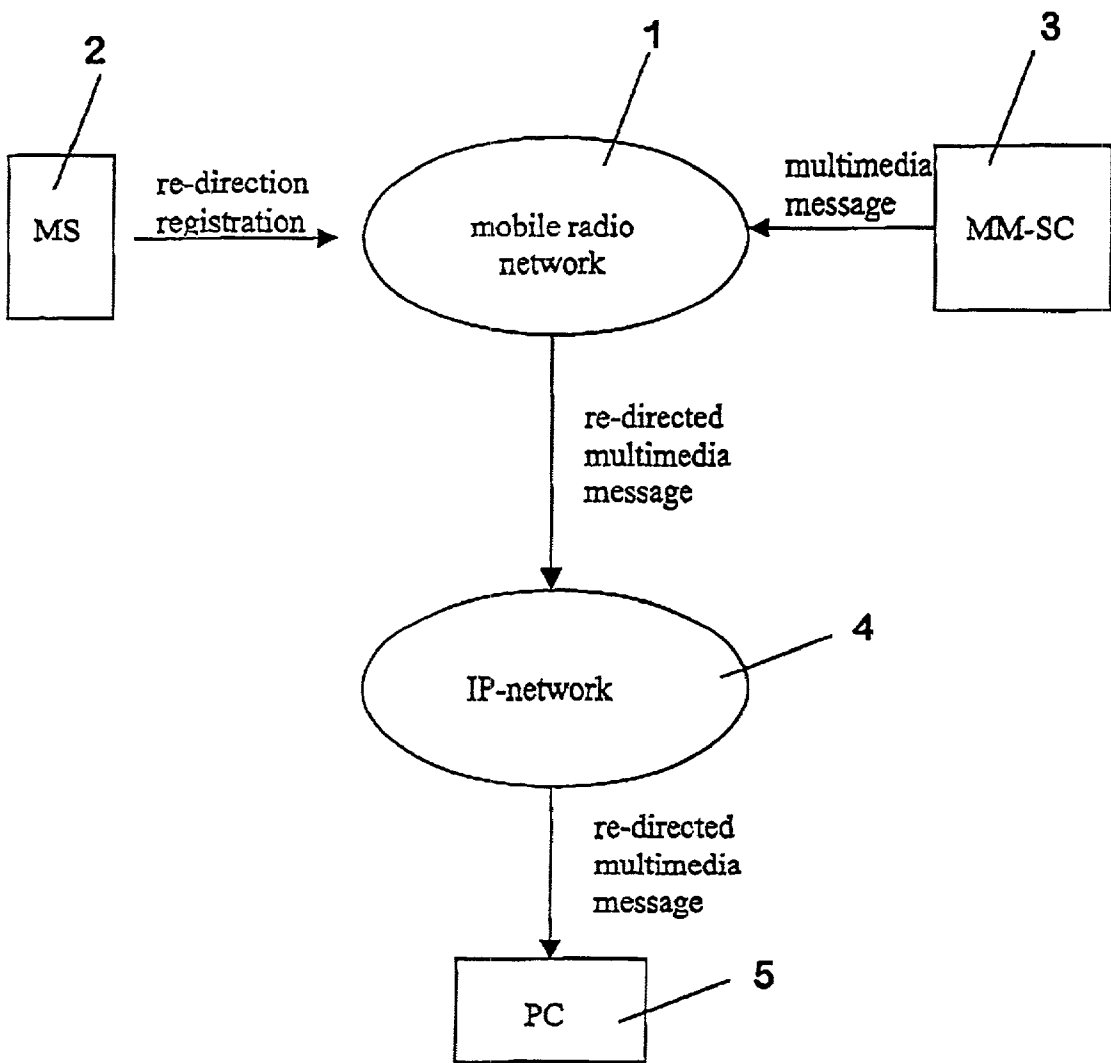 1
2
3
MS
re-direction
registration
mobile radio
network
multimedia
message
MM-SC
re-directed
multimedia
message
4
IP-network
re-directed
multimedia
message
5
PC